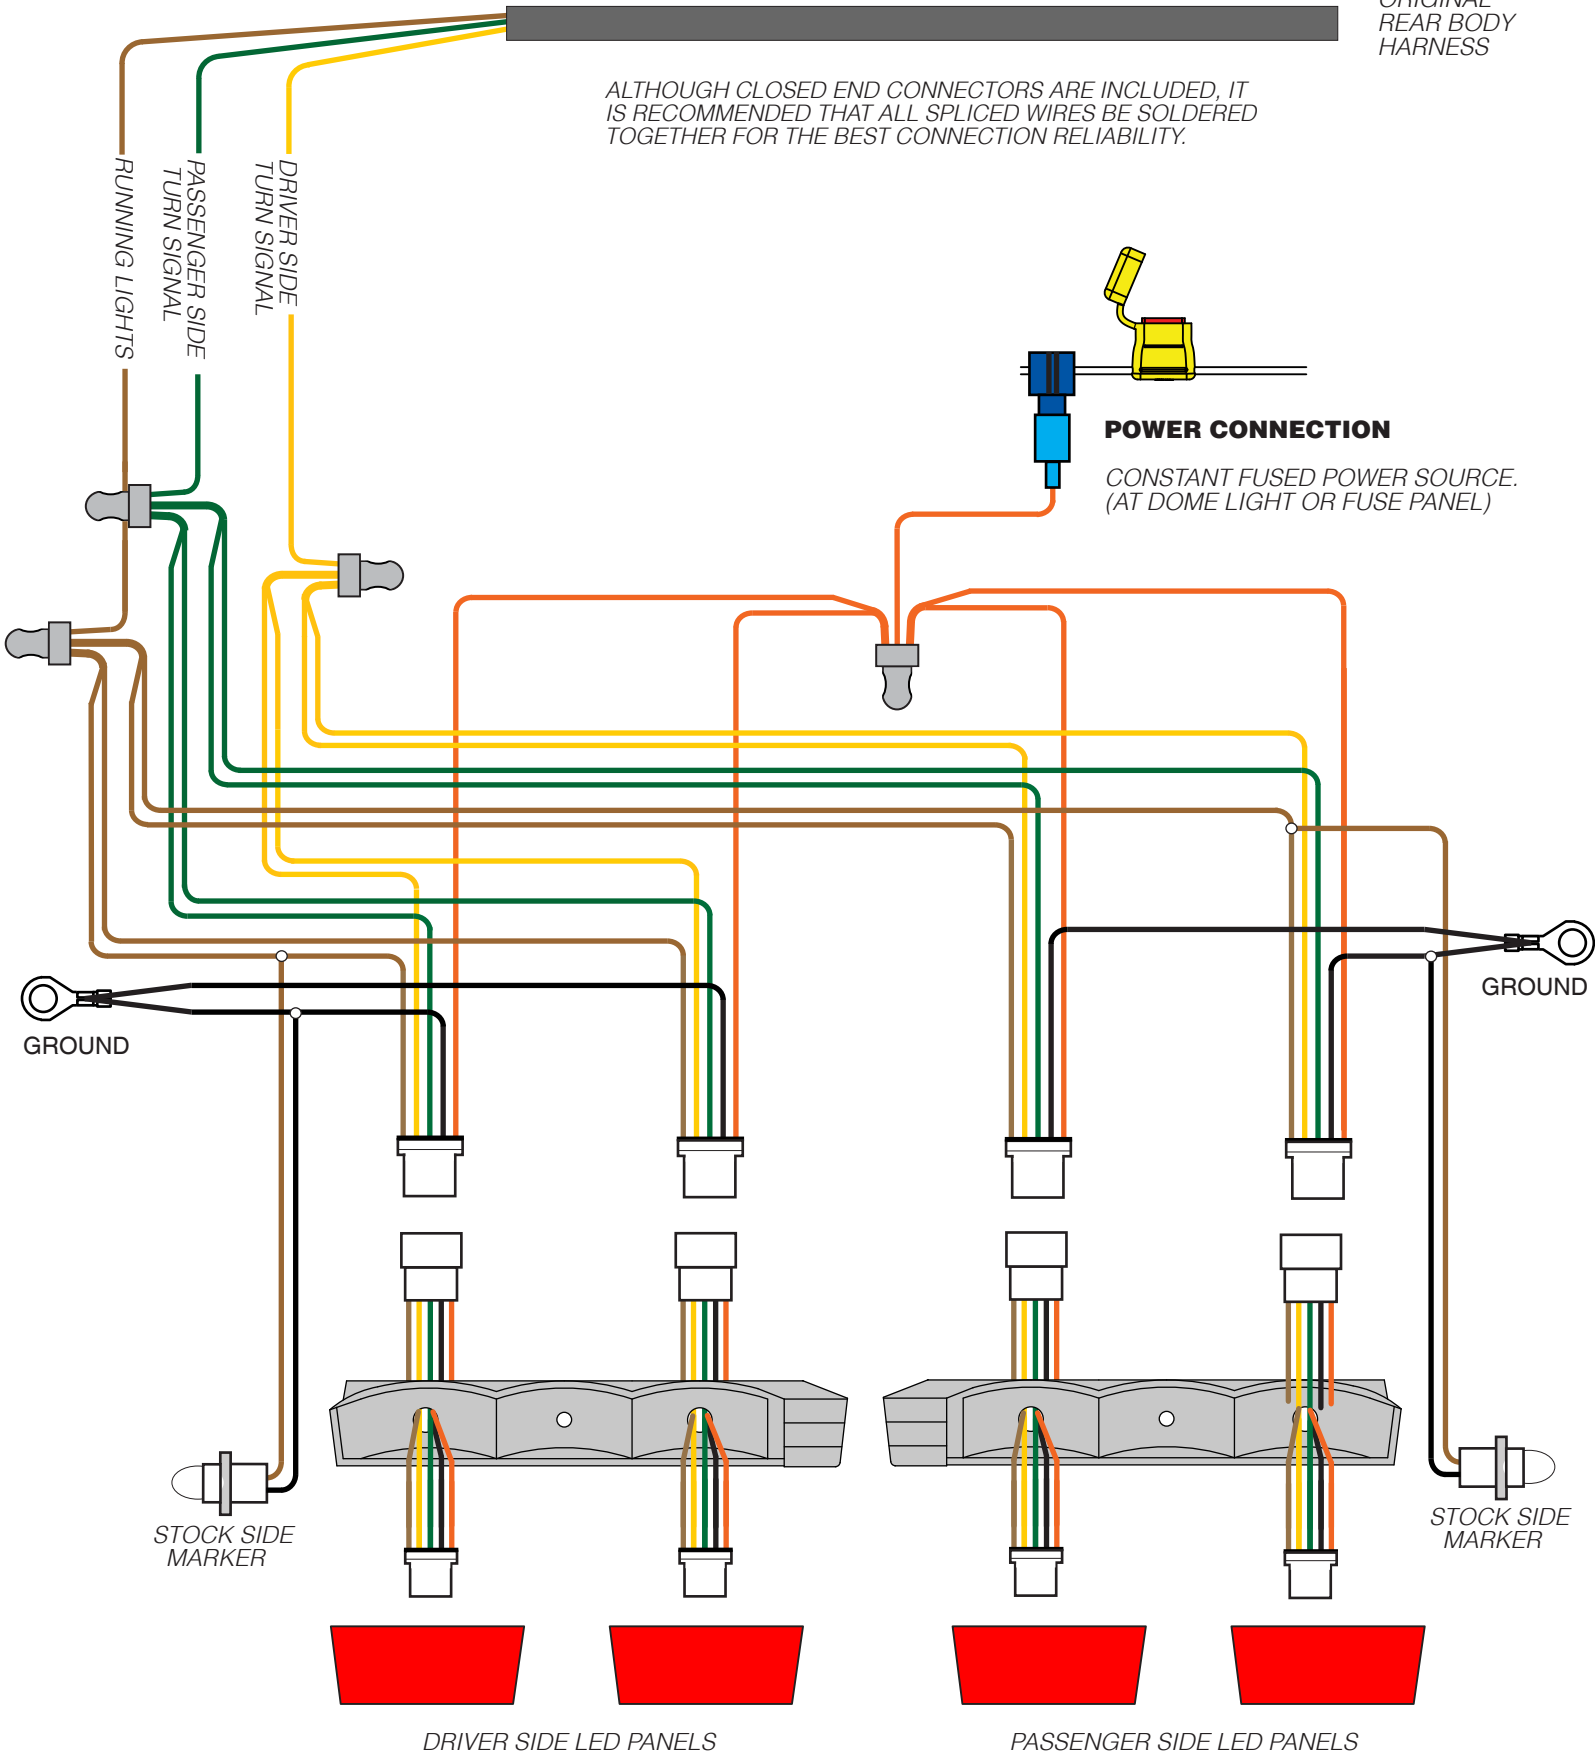 ORIGINAL
REAR BODY
HARNESS
ALTHOUGH CLOSED END CONNECTORS ARE INCLUDED, IT
IS RECOMMENDED THAT ALL SPLICED WIRES BE SOLDERED
TOGETHER FOR THE BEST CONNECTION RELIABILITY.
RUNNING LIGHTS
PASSENGER SIDE
TURN SIGNAL
DRIVER SIDE
TURN SIGNAL
POWER CONNECTION
CONSTANT FUSED POWER SOURCE.
(AT DOME LIGHT OR FUSE PANEL)
GROUND
GROUND
STOCK SIDE
MARKER
STOCK SIDE
MARKER
DRIVER SIDE LED PANELS
PASSENGER SIDE LED PANELS